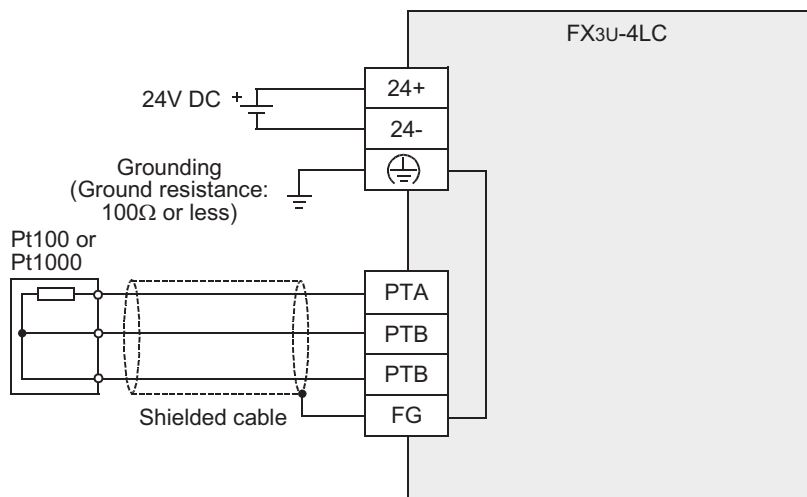 FX3U-4LC
24+
24V DC +
24-
Grounding
(Ground resistance:
100Ω or less)
Pt100 or
Pt1000
PTA
PTB
PTB
FG
Shielded cable